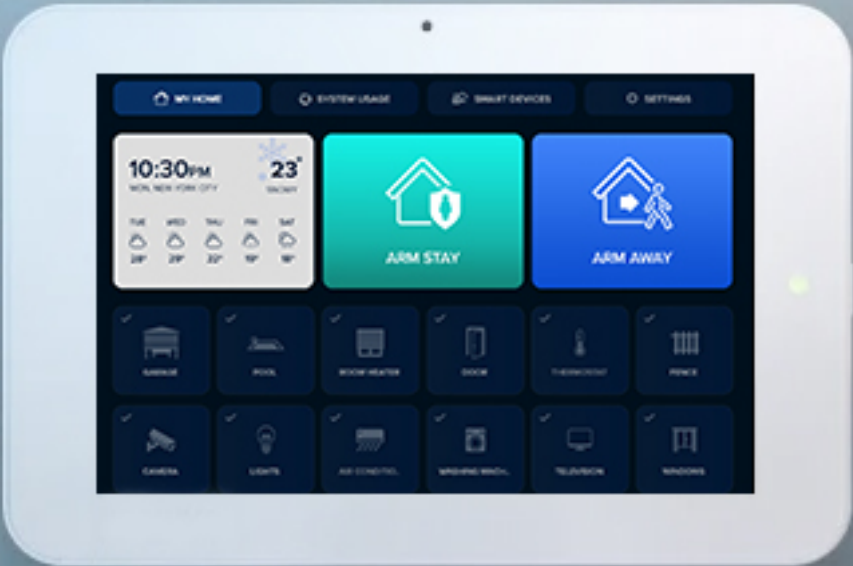 MY HOME
SYSTEM USAGE
SMART DEVICES
SETTINGS
10:30PM
MON, NEW YORK CITY
23°
SNOWY
TUE WED THU FRI SAT
28° 29° 22° 19° 18°
ARM STAY
ARM AWAY
GARAGE
POOL
ROOM HEATER
DOOR
THERMOSTAT
FENCE
CAMERA
LIGHTS
AIR CONDITIO..
WASHING MACH..
TELEVISION
WINDOWS